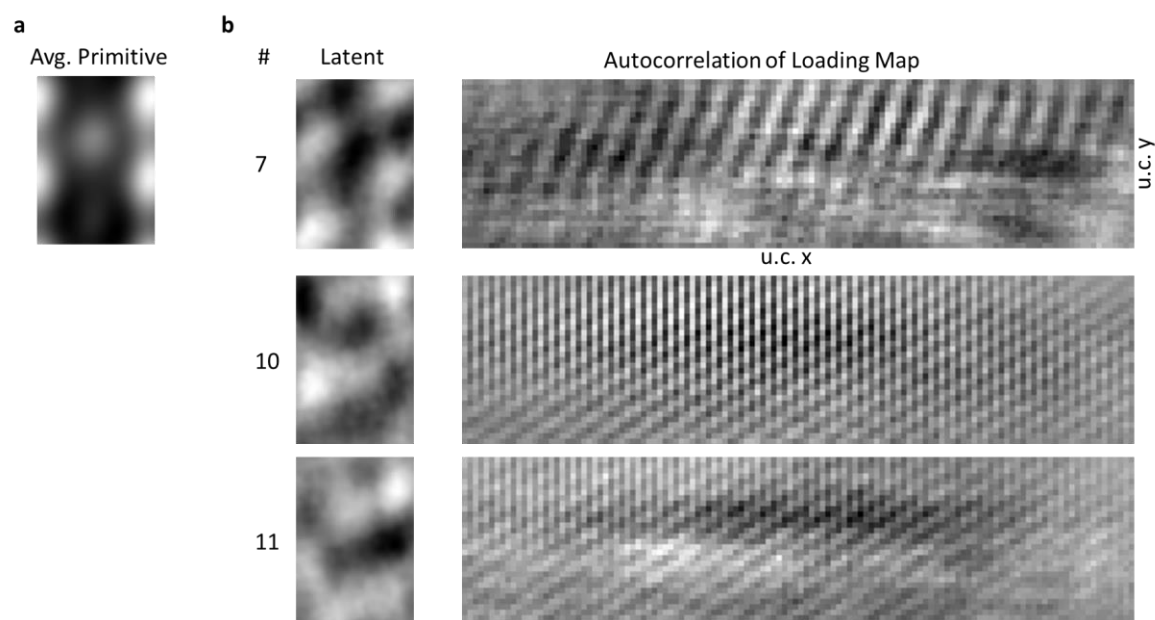 a
Avg. Primitive
b
# Latent Autocorrelation of Loading Map
7
u.c. y
u.c. x
10
11